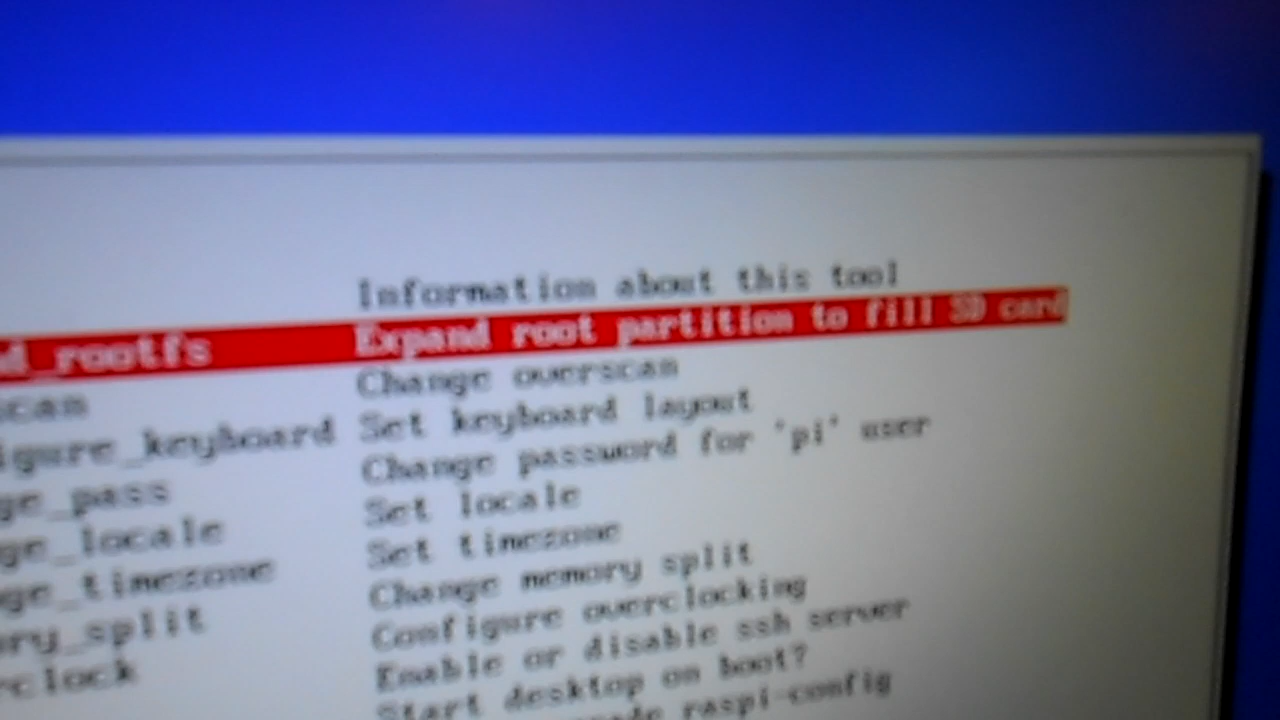 Information about this tool
d_rootfs Expand root partition to fill SD card
scan Change overscan
igure_keyboard Set keyboard layout
ge_pass Change password for 'pi' user
ge_locale Set locale
ge_timezone Set timezone
ry_split Change memory split
rclock Configure overclocking
Enable or disable ssh server
Start desktop on boot?
raspi-config